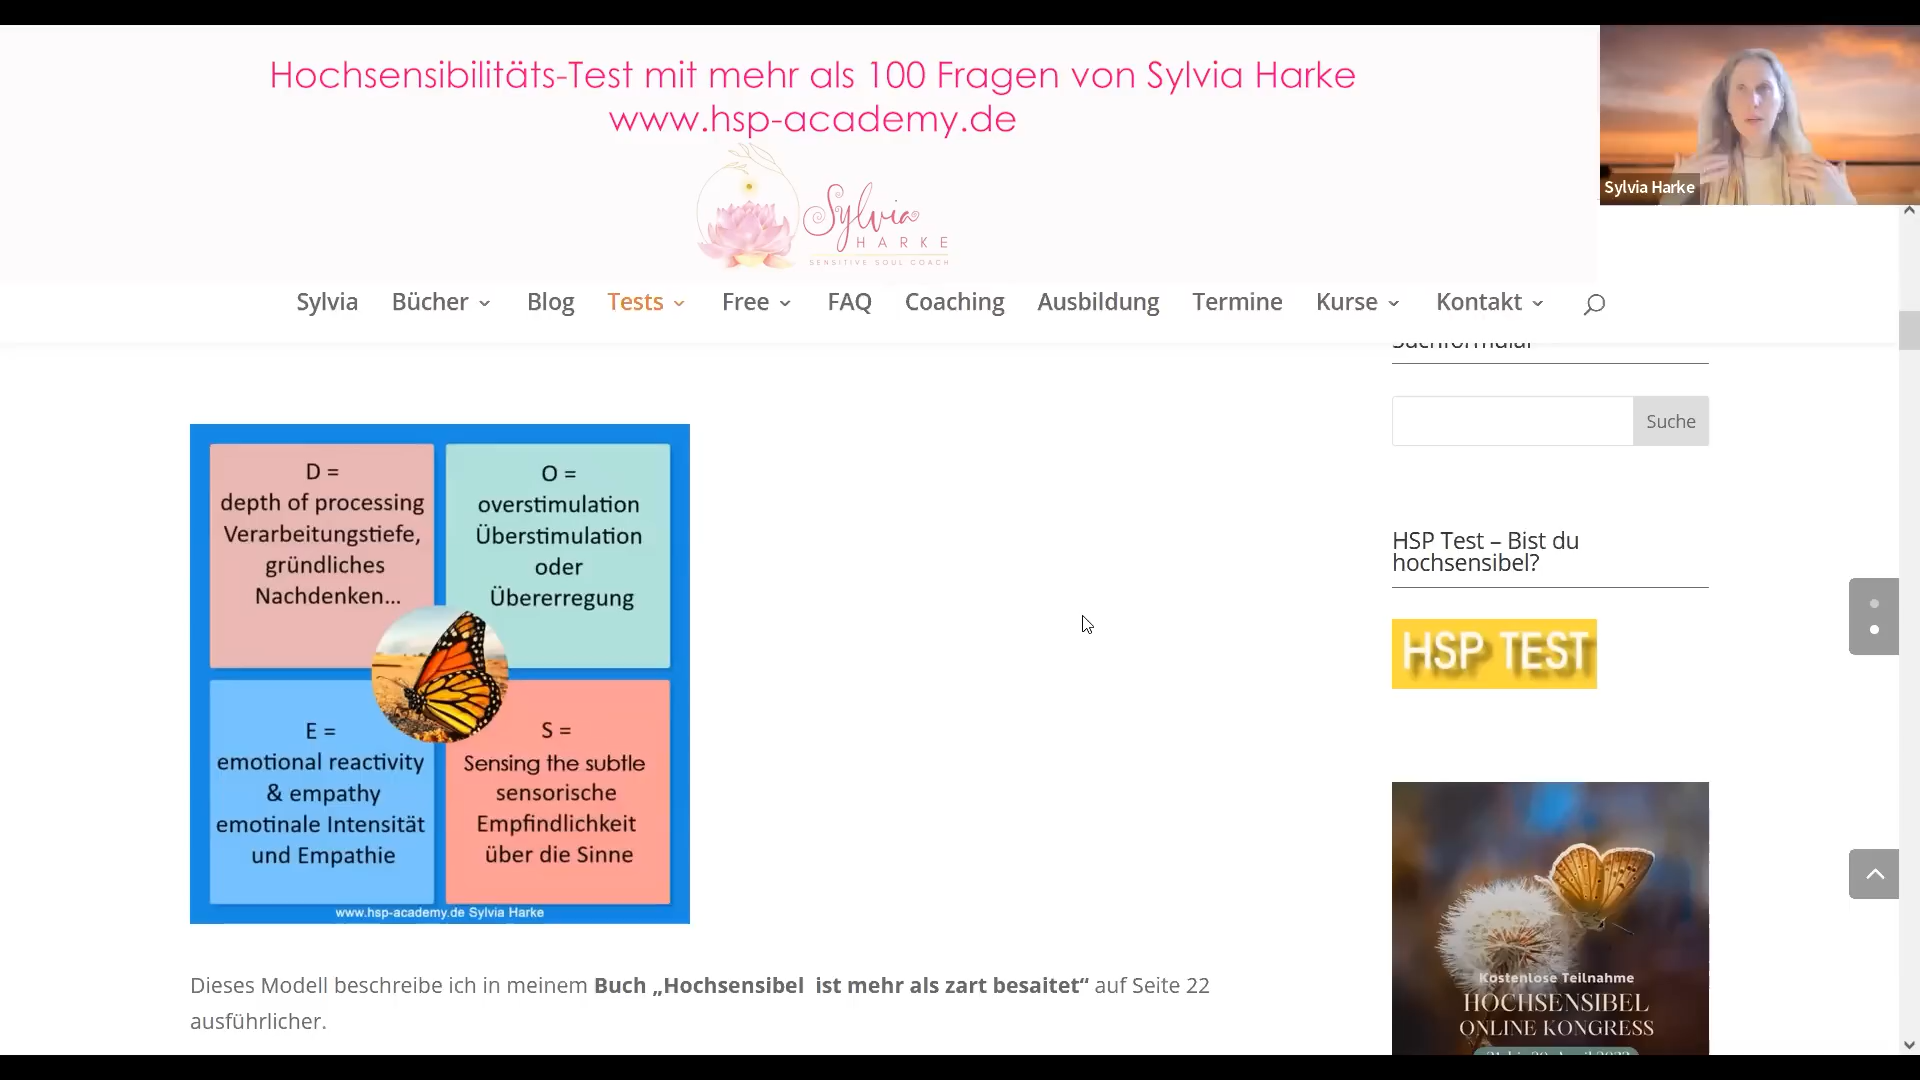 Hochsensibilitäts-Test mit mehr als 100 Fragen von Sylvia Harke
www.hsp-academy.de
Sylvia Harke
Sylvia
HARKE
SENSITIVE SOUL COACH
Sylvia Bücher Blog Tests Free FAQ Coaching Ausbildung Termine Kurse Kontakt
Suchformular
Suche
D =
depth of processing
Verarbeitungstiefe,
gründliches
Nachdenken...
O =
overstimulation
Überstimulation
oder
Übererregung
E =
emotional reactivity
& empathy
emotinale Intensität
und Empathie
S =
Sensing the subtle
sensorische
Empfindlichkeit
über die Sinne
www.hsp-academy.de Sylvia Harke
Dieses Modell beschreibe ich in meinem Buch „Hochsensibel ist mehr als zart besaitet“ auf Seite 22
ausführlicher.
HSP Test – Bist du
hochsensibel?
HSP TEST
Kostenlose Teilnahme
HOCHSENSIBEL
ONLINE KONGRESS